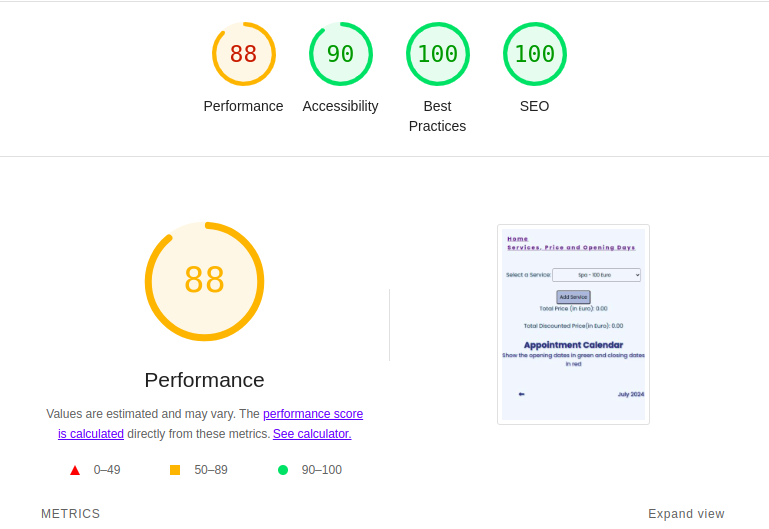 88
90
100
100
Performance
Accessibility
Best
Practices
SEO
88
Performance
Values are estimated and may vary. The performance score
is calculated directly from these metrics. See calculator.
0–49
50–89
90–100
Home
Services, Price and Opening Days
Select a Service: Spa - 100 Euro
Add Service
Total Price (in Euro): 0.00
Total Discounted Price(in Euro): 0.00
Appointment Calendar
Show the opening dates in green and closing dates
in red
← July 2024
METRICS
Expand view